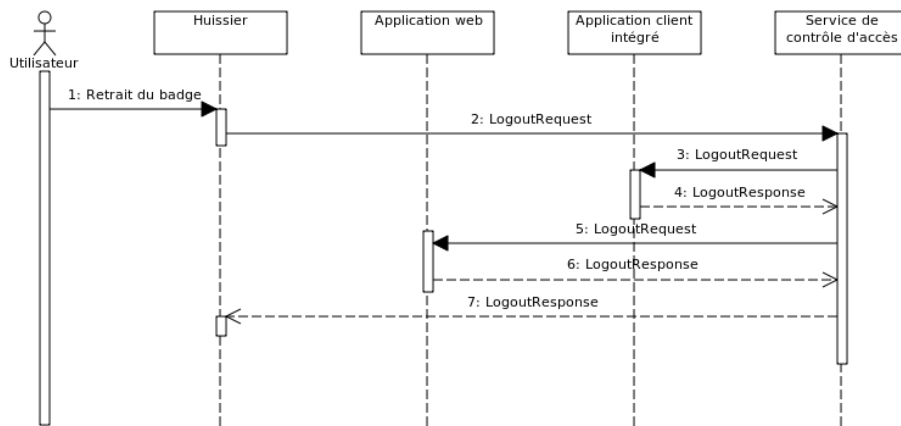 Huissier
Application web
Application client
intégré
Service de
contrôle d'accès
Utilisateur
1: Retrait du badge
2: LogoutRequest
3: LogoutRequest
4: LogoutResponse
5: LogoutRequest
6: LogoutResponse
7: LogoutResponse